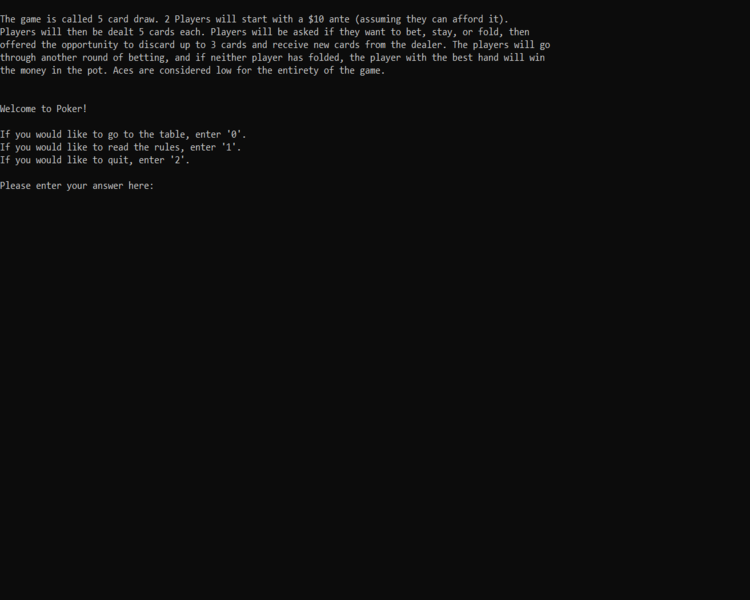 The game is called 5 card draw. 2 Players will start with a $10 ante (assuming they can afford it).
Players will then be dealt 5 cards each. Players will be asked if they want to bet, stay, or fold, then
offered the opportunity to discard up to 3 cards and receive new cards from the dealer. The players will go
through another round of betting, and if neither player has folded, the player with the best hand will win
the money in the pot. Aces are considered low for the entirety of the game.
Welcome to Poker!
If you would like to go to the table, enter '0'.
If you would like to read the rules, enter '1'.
If you would like to quit, enter '2'.
Please enter your answer here: